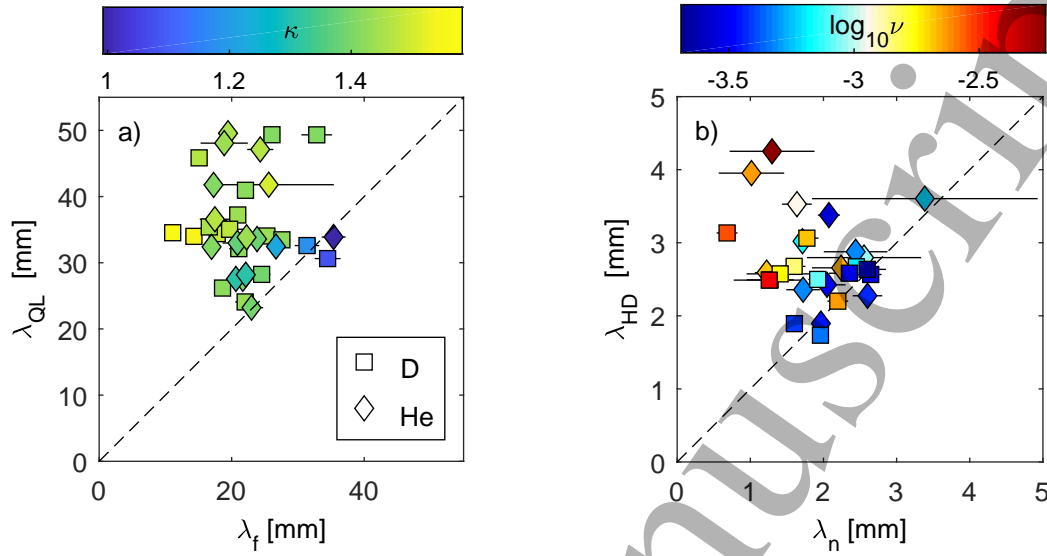 κ
1 1.2 1.4
a)
50
40
30
20
10
0
λQL [mm]
D
He
0 20 40
λf [mm]
log10ν
-3.5 -3 -2.5
b)
5
4
3
2
1
0
λHD [mm]
0 1 2 3 4 5
λn [mm]
nuscrip